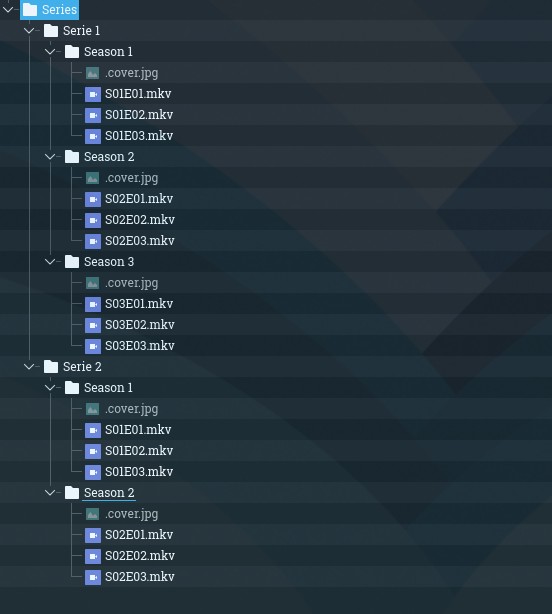 Series
Serie 1
Season 1
.cover.jpg
S01E01.mkv
S01E02.mkv
S01E03.mkv
Season 2
.cover.jpg
S02E01.mkv
S02E02.mkv
S02E03.mkv
Season 3
.cover.jpg
S03E01.mkv
S03E02.mkv
S03E03.mkv
Serie 2
Season 1
.cover.jpg
S01E01.mkv
S01E02.mkv
S01E03.mkv
Season 2
.cover.jpg
S02E01.mkv
S02E02.mkv
S02E03.mkv